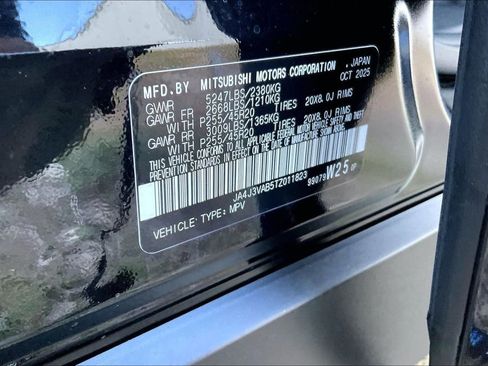 MFD.BY MITSUBISHI MOTORS CORPORATION JAPAN
OCT 2025
GVWR 5247LBS/2380KG
GAWR FR 2668LBS/1210KG
WITH P255/45R20 TIRES 20X8.0J RIMS
GAWR RR 3009LBS/1365KG
WITH P255/45R20 TIRES 20X8.0J RIMS
THIS VEHICLE CONFORMS TO ALL APPLICABLE FEDERAL MOTOR VEHICLE SAFETY AND THEFT
PREVENTION STANDARDS IN EFFECT ON THE DATE OF MANUFACTURE SHOWN ABOVE.
JA4J3VAB5TZ011823
99079 W25 OP
VEHICLE: TYPE: MPV